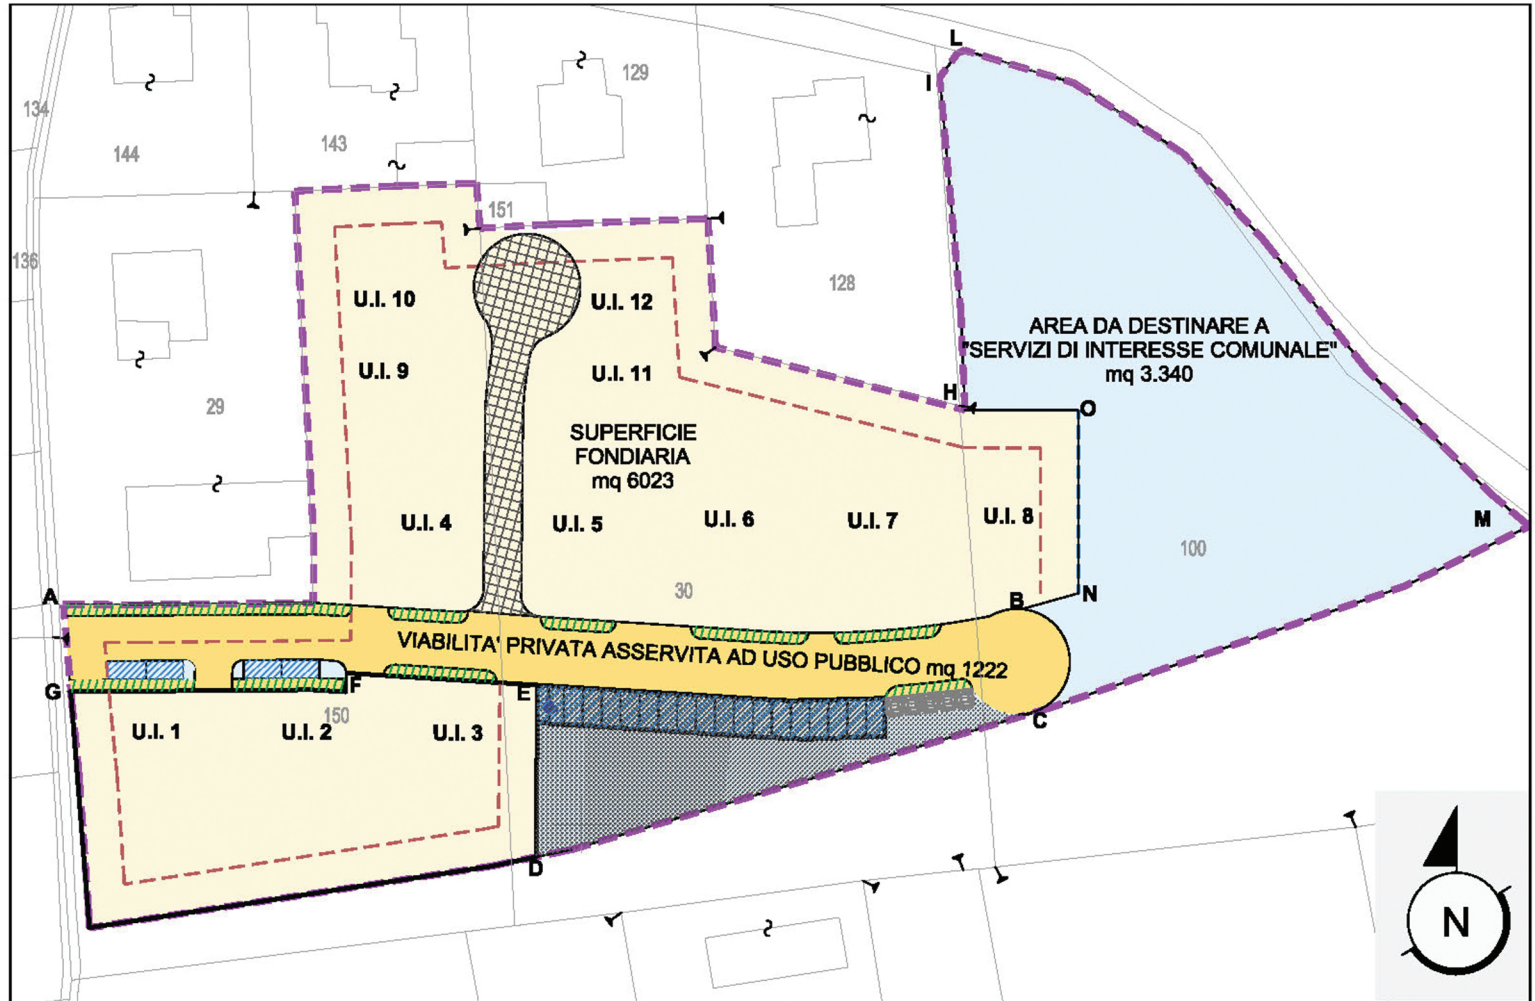 L
I
129
134
144
143
151
136
128
U.I. 10
U.I. 12
AREA DA DESTINARE A
"SERVIZI DI INTERESSE COMUNALE"
mq 3.340
U.I. 9
U.I. 11
H
O
29
SUPERFICIE
FONDIARIA
mq 6023
U.I. 4
U.I. 5
U.I. 6
U.I. 7
U.I. 8
M
100
30
A
B
N
VIABILITA' PRIVATA ASSERVITA AD USO PUBBLICO mq 1222
G
F
E
150
C
U.I. 1
U.I. 2
U.I. 3
D
N